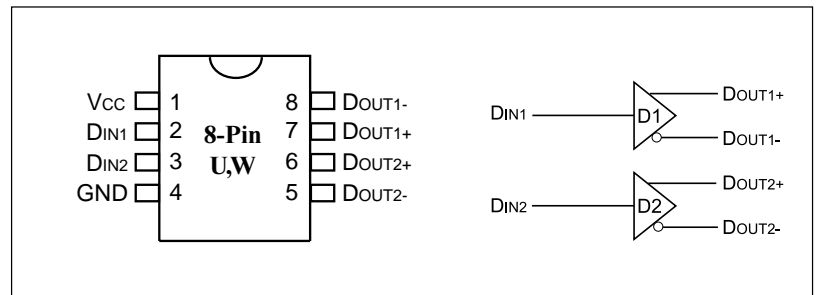 VCC 1 8 DOUT1-
DIN1 2 8-Pin 7 DOUT1+
DIN2 3 U,W 6 DOUT2+
GND 4 5 DOUT2-
DOUT1+
DIN1 D1
DOUT1-
DOUT2+
DIN2 D2
DOUT2-